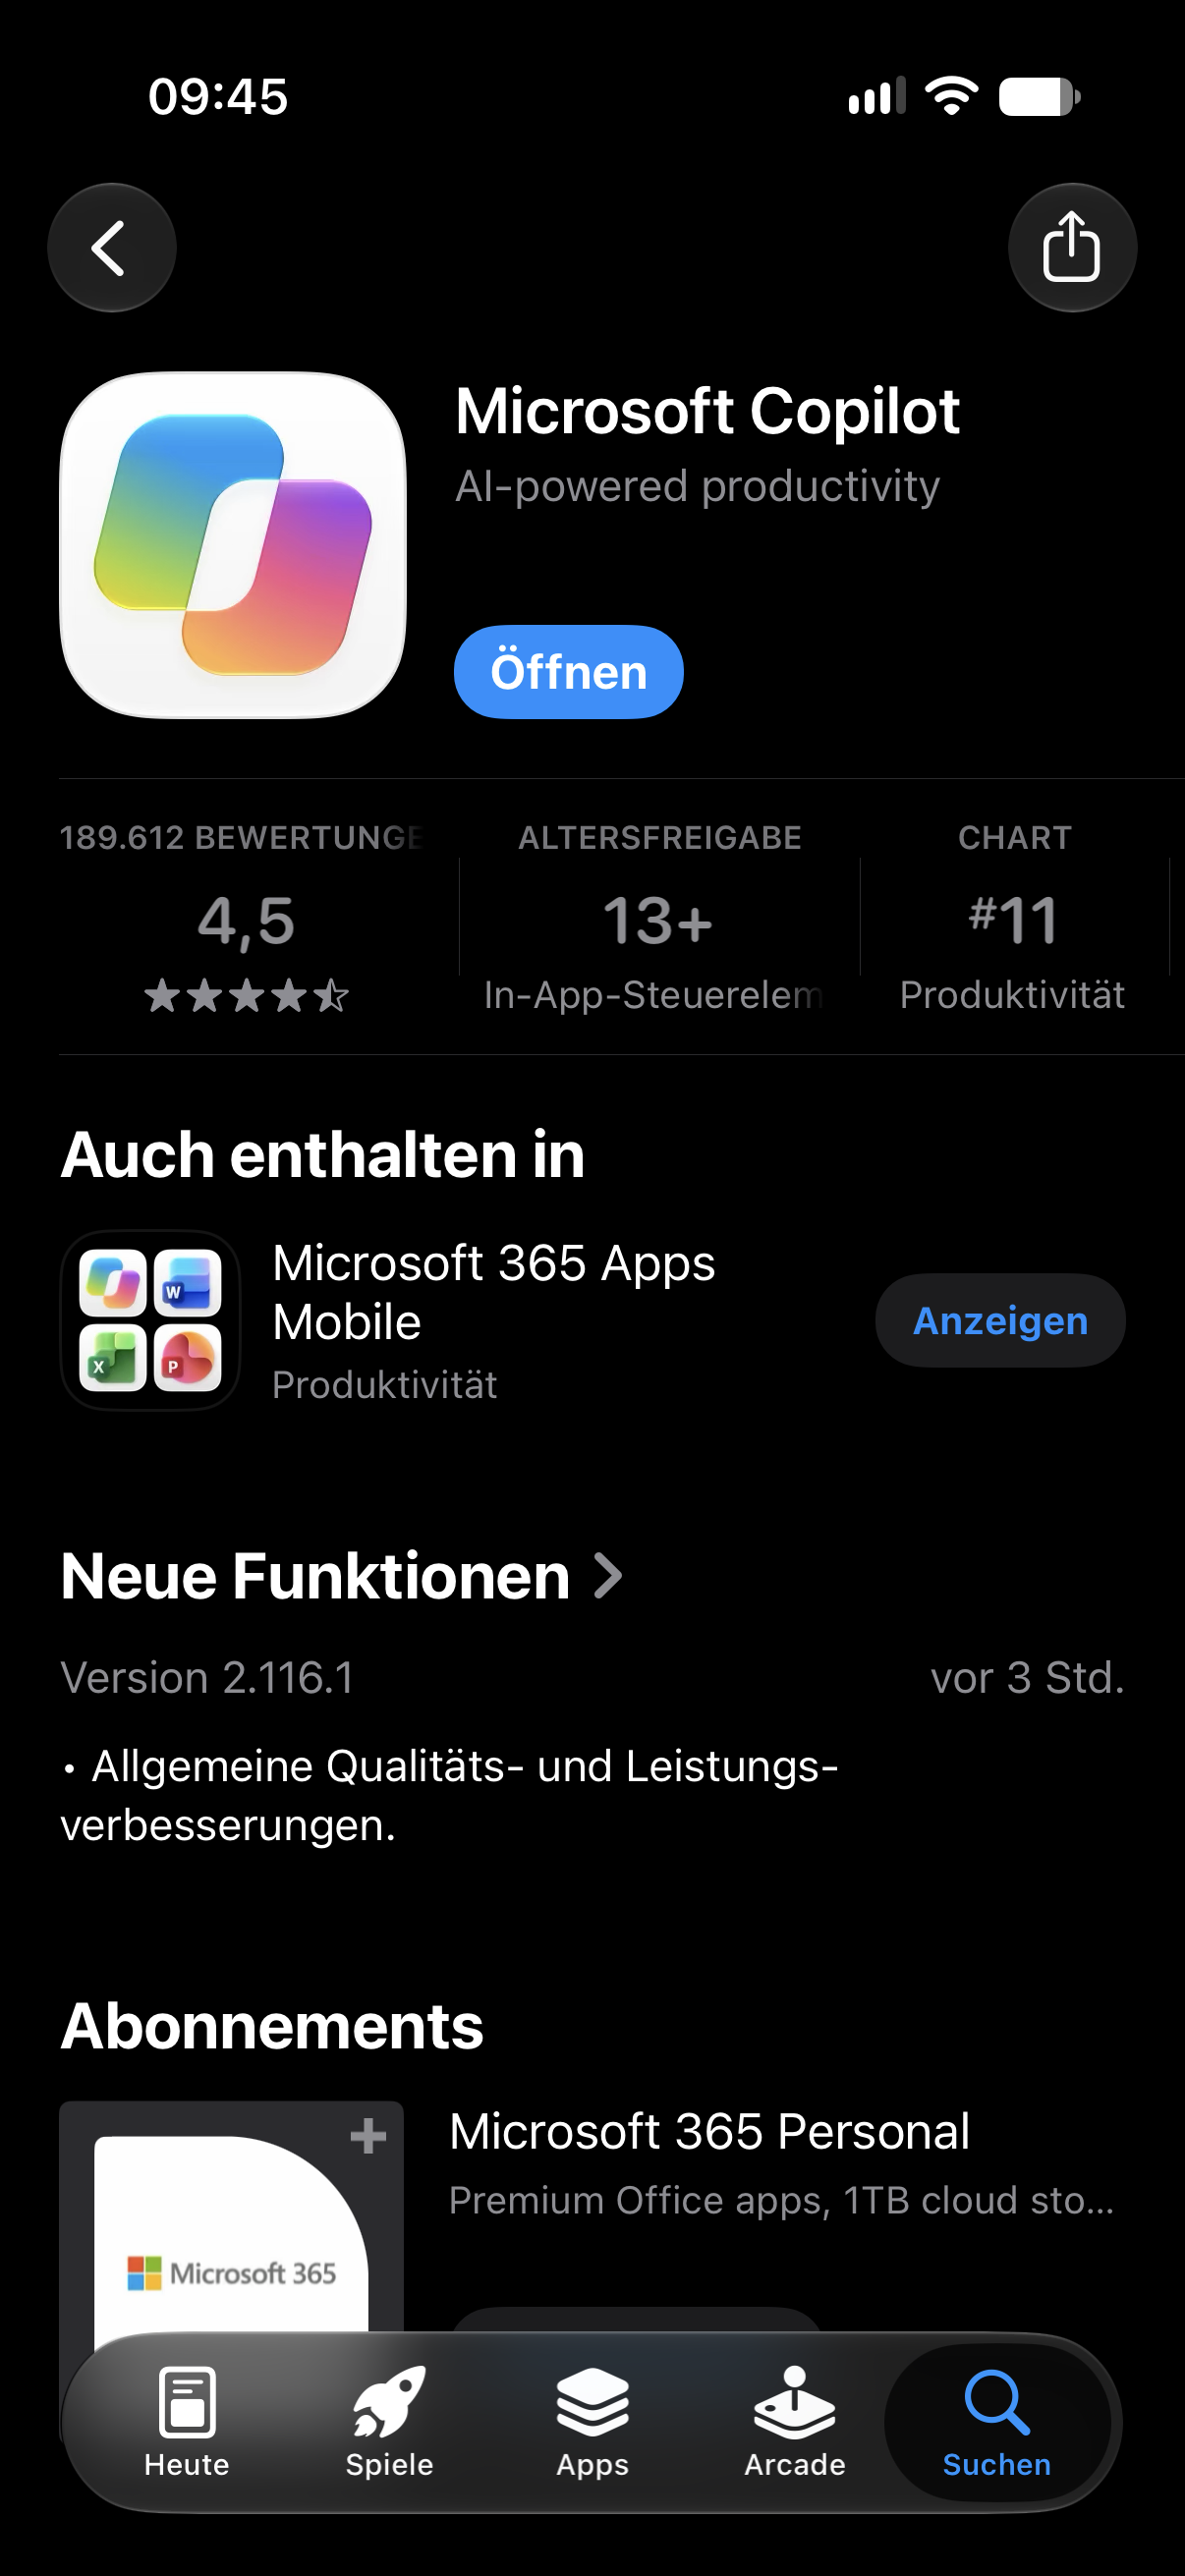 09:45
Microsoft Copilot
AI-powered productivity
Öffnen
189.612 BEWERTUNGE
4,5
ALTERSFREIGABE
13+
In-App-Steuerelem
CHART
#11
Produktivität
Auch enthalten in
W
X
P
Microsoft 365 Apps
Mobile
Produktivität
Anzeigen
Neue Funktionen
Version 2.116.1
vor 3 Std.
• Allgemeine Qualitäts- und Leistungs-
verbesserungen.
Abonnements
Microsoft 365
Microsoft 365 Personal
Premium Office apps, 1TB cloud sto...
Heute
Spiele
Apps
Arcade
Suchen